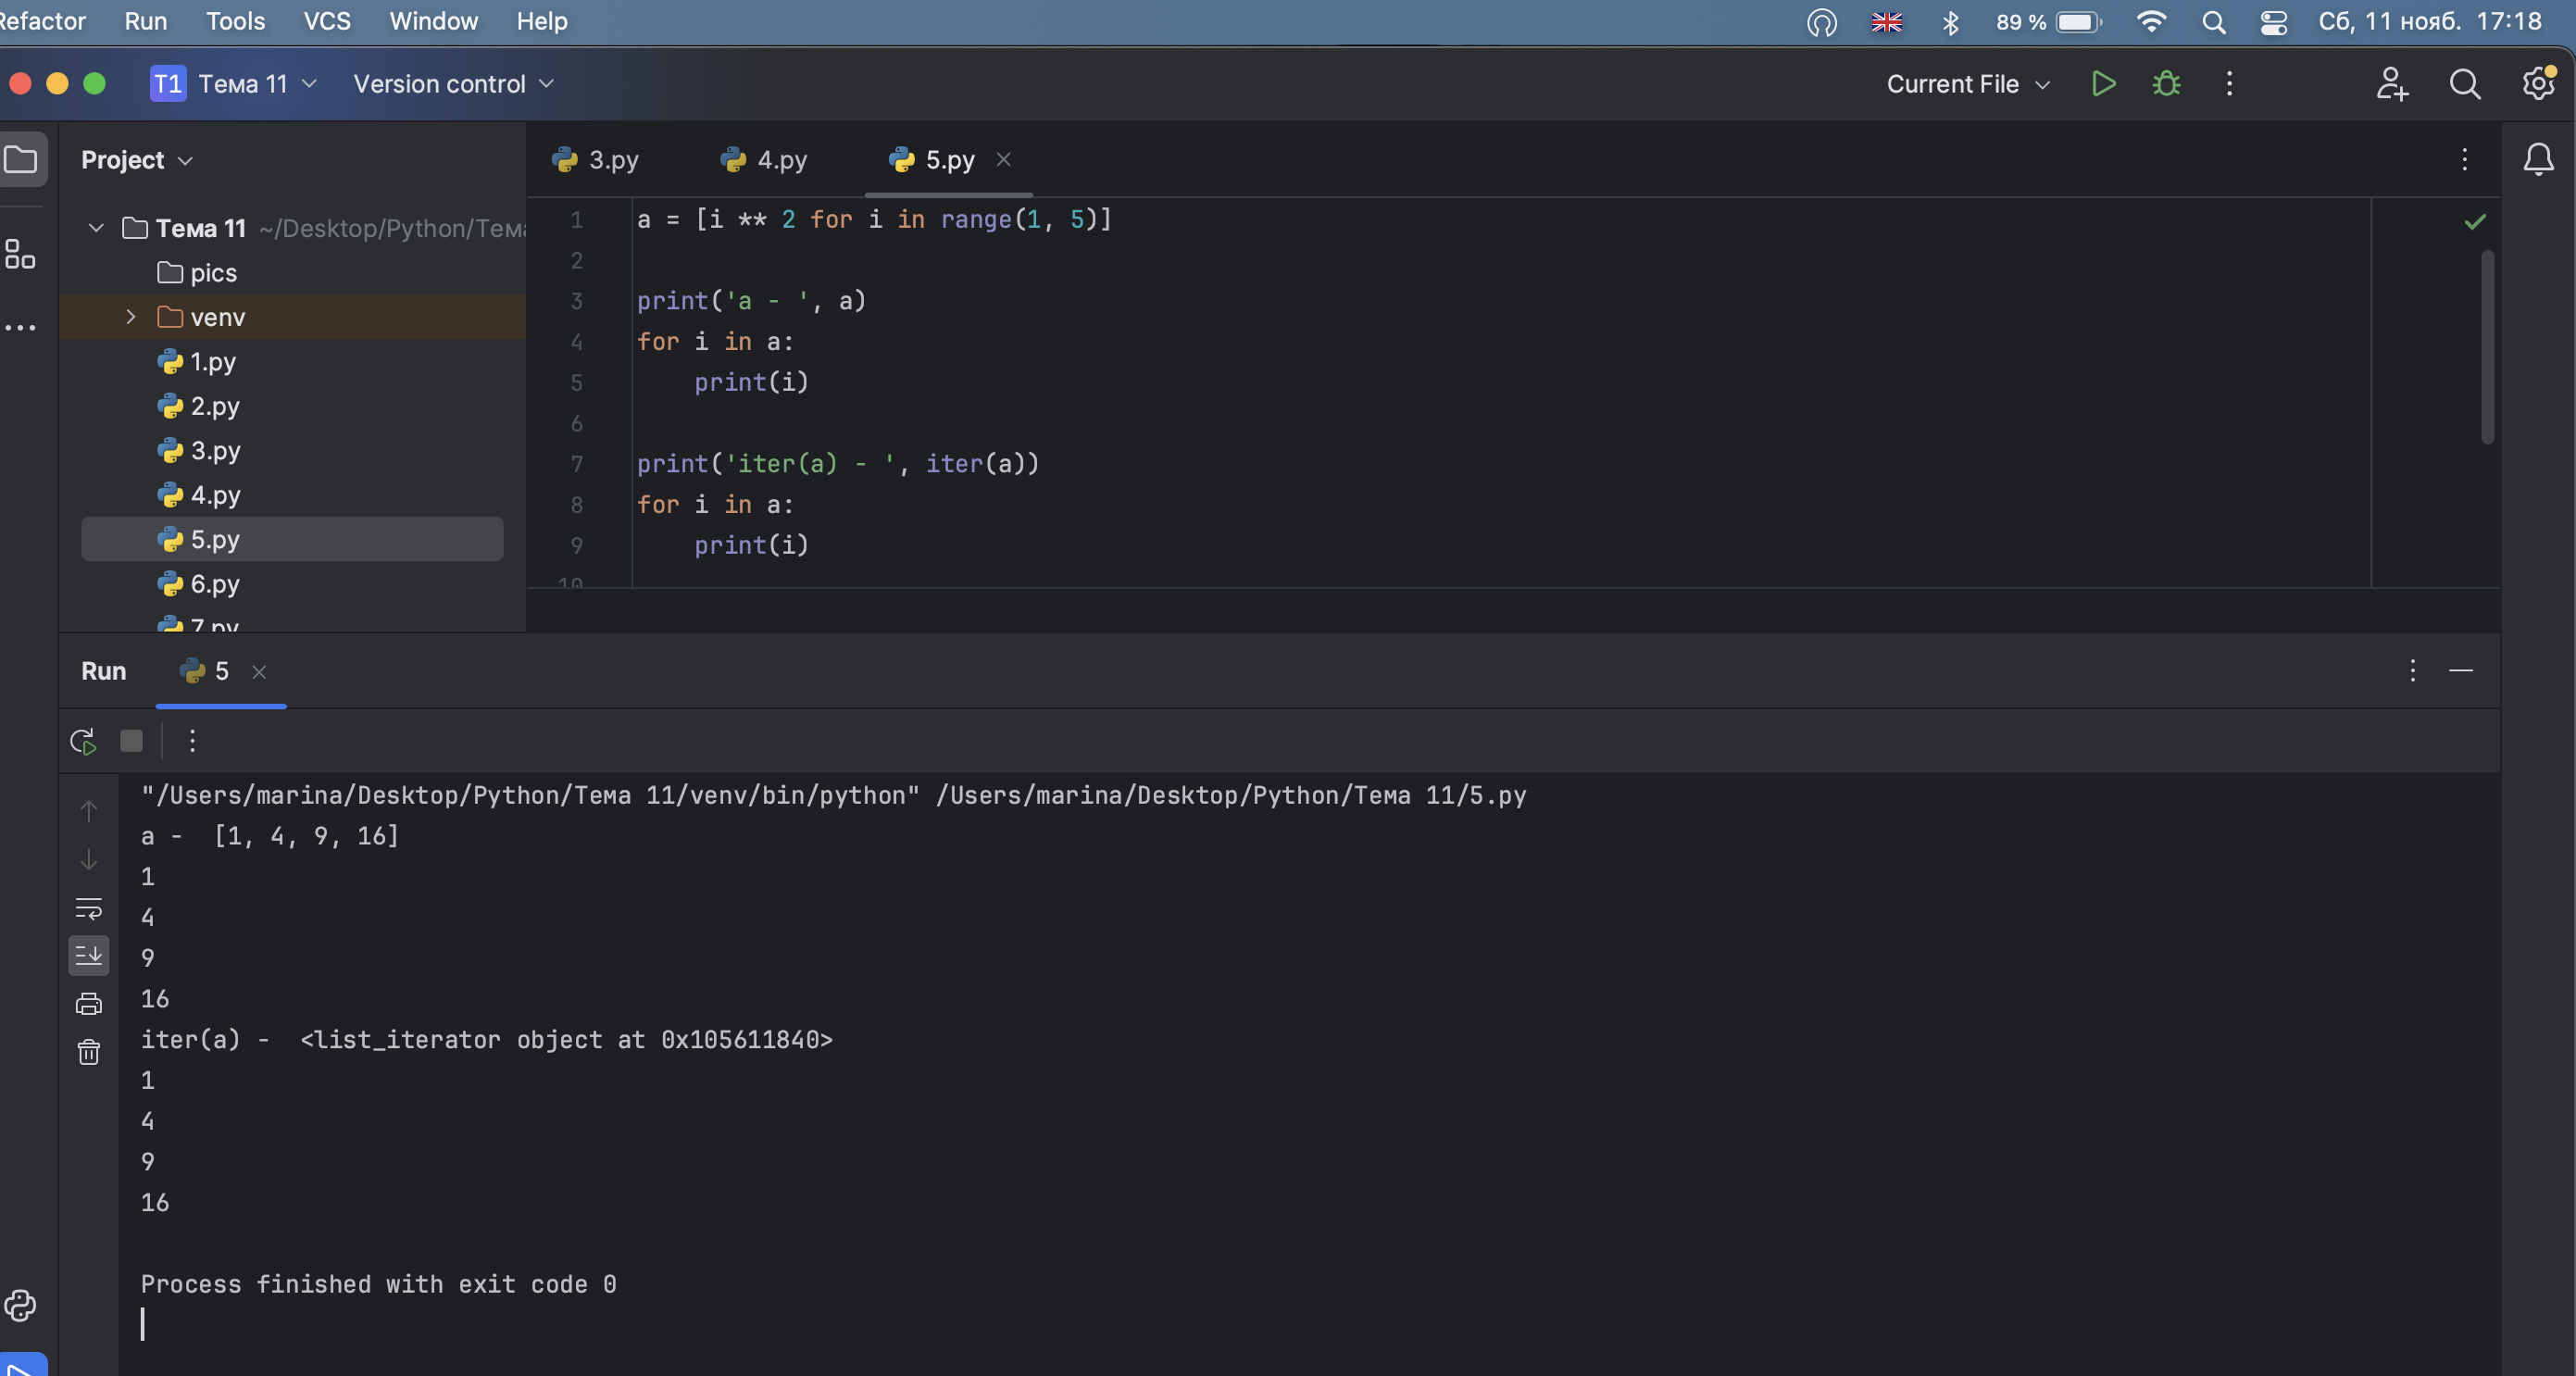 Refactor Run Tools VCS Window Help 89 % Сб, 11 нояб. 17:18
T1 Тема 11 Version control Current File
Project
3.py 4.py 5.py
Тема 11 ~/Desktop/Python/Тема
pics
venv
1.py
2.py
3.py
4.py
5.py
6.py
7.py
1 a = [i ** 2 for i in range(1, 5)]
2
3 print('a - ', a)
4 for i in a:
5 print(i)
6
7 print('iter(a) - ', iter(a))
8 for i in a:
9 print(i)
10
Run 5
"/Users/marina/Desktop/Python/Тема 11/venv/bin/python" /Users/marina/Desktop/Python/Тема 11/5.py
a -  [1, 4, 9, 16]
1
4
9
16
iter(a) -  <list_iterator object at 0x105611840>
1
4
9
16
Process finished with exit code 0